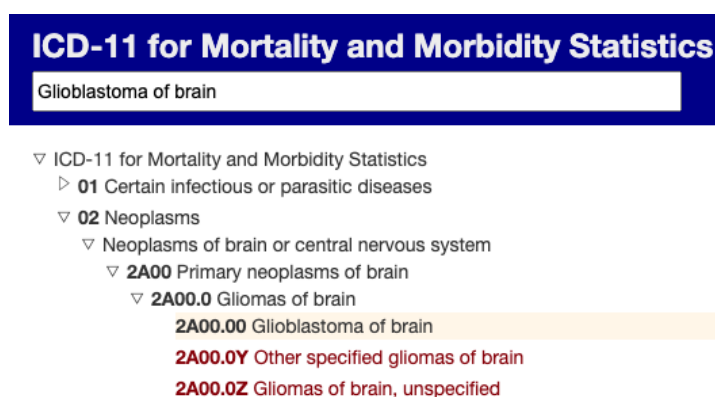 ICD-11 for Mortality and Morbidity Statistics
Glioblastoma of brain
ICD-11 for Mortality and Morbidity Statistics
01 Certain infectious or parasitic diseases
02 Neoplasms
Neoplasms of brain or central nervous system
2A00 Primary neoplasms of brain
2A00.0 Gliomas of brain
2A00.00 Glioblastoma of brain
2A00.0Y Other specified gliomas of brain
2A00.0Z Gliomas of brain, unspecified